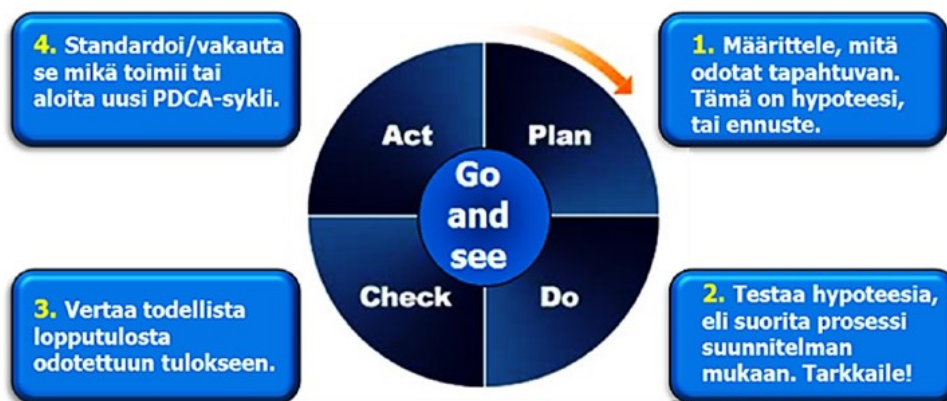 4. Standardoi/vakauta
se mikä toimii tai
aloita uusi PDCA-sykli.
1. Määrittele, mitä
odotat tapahtuvan.
Tämä on hypoteesi,
tai ennuste.
Act
Plan
Go
and
see
Check
Do
3. Vertaa todellista
lopputulosta
odotettuun tulokseen.
2. Testaa hypoteesia,
eli suorita prosessi
suunnitelman
mukaan. Tarkkaile!